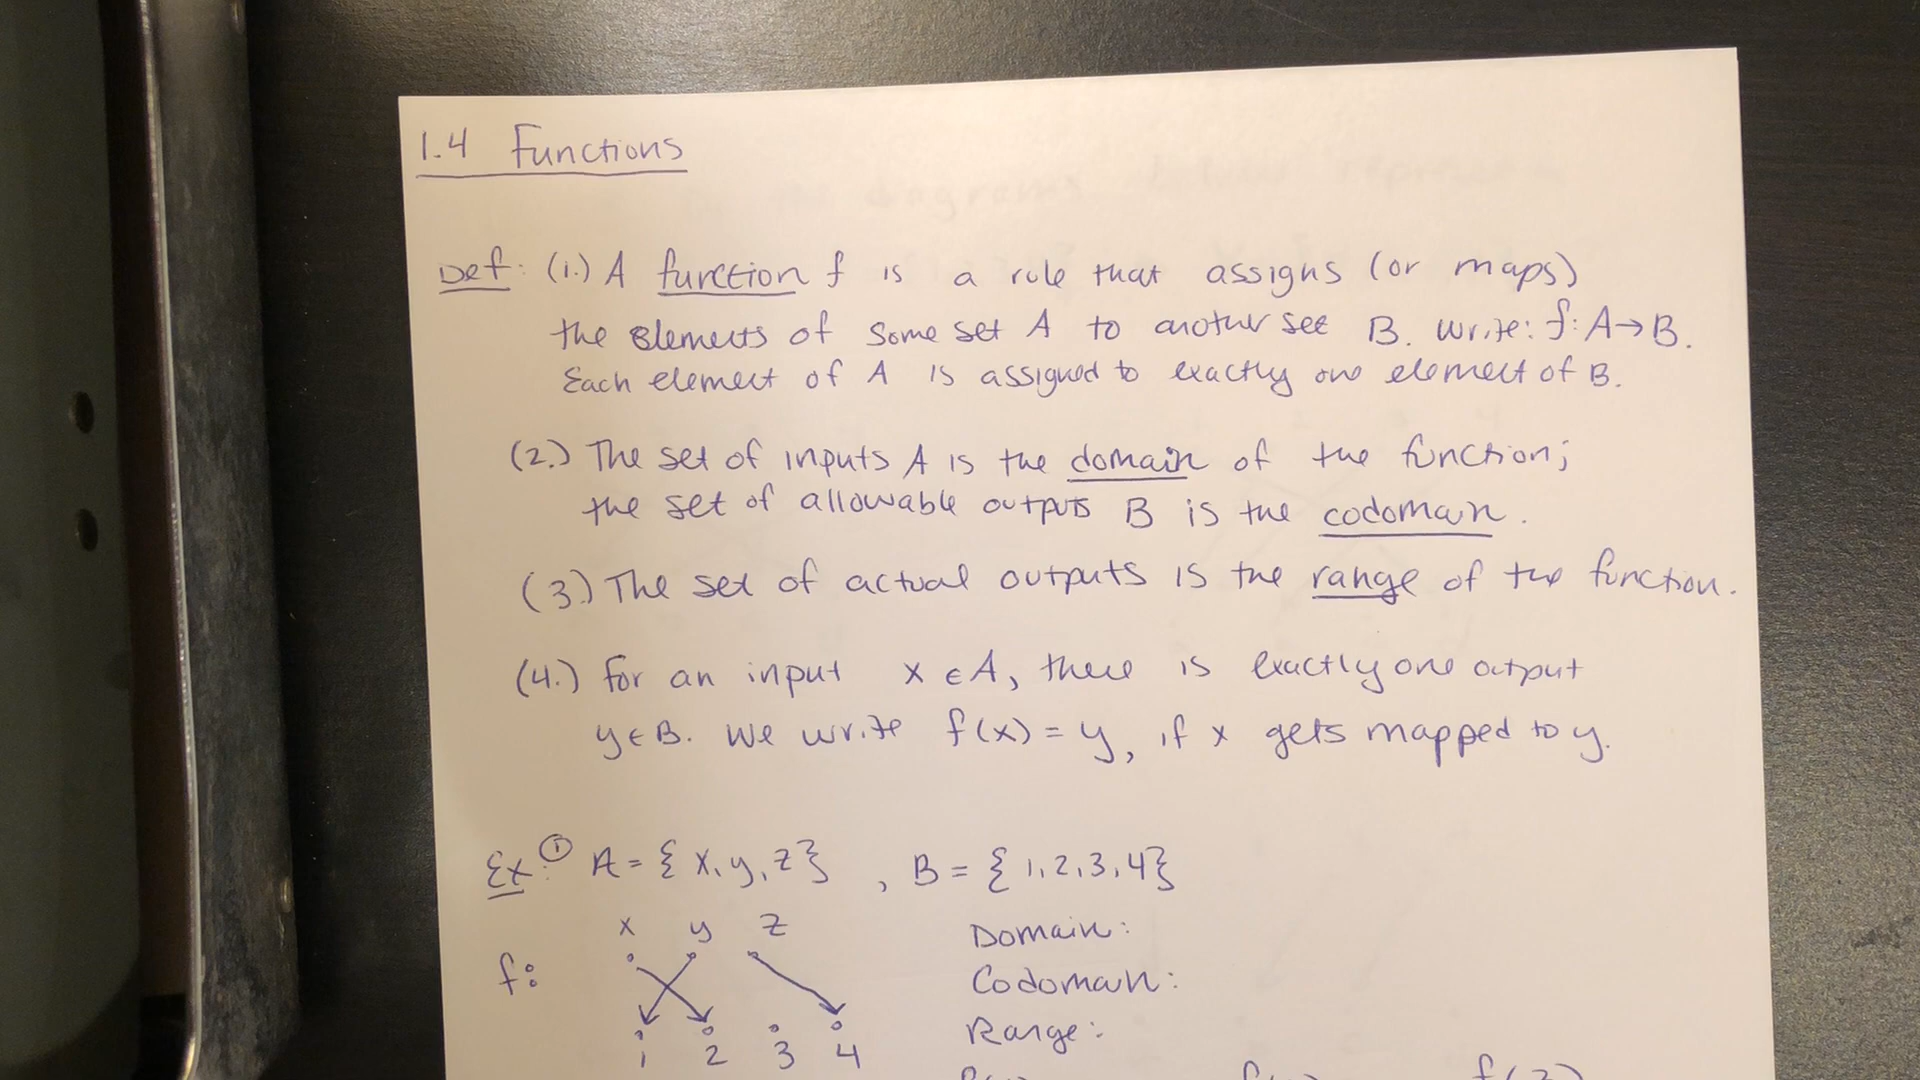 1.4 Functions
Def: (1.) A function f is a rule that assigns (or maps)
the elements of some set A to another set B. Write: f: A→B.
Each element of A is assigned to exactly one element of B.
(2.) The set of inputs A is the domain of the function;
the set of allowable outputs B is the codomain.
(3.) The set of actual outputs is the range of the function.
(4.) For an input x ∈ A, there is exactly one output
y ∈ B. We write f(x) = y, if x gets mapped to y.
Ex: ① A = { x, y, z } , B = { 1, 2, 3, 4 }
x y z
Domain:
f:
Codomain:
Range:
1 2 3 4